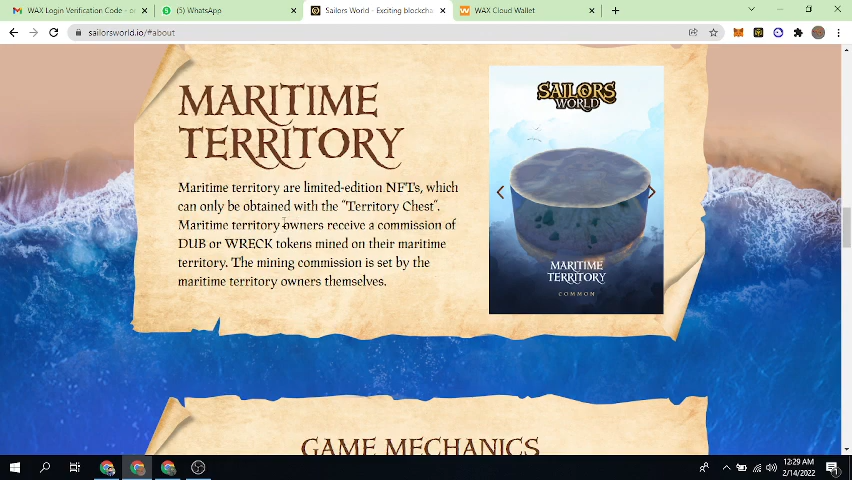 WAX Login Verification Code -
(5) WhatsApp
Sailors World - Exciting blockcha
WAX Cloud Wallet
sailorsworld.io/#about
MARITIME
TERRITORY
Maritime territory are limited-edition NFTs, which
can only be obtained with the "Territory Chest".
Maritime territory owners receive a commission of
DUB or WRECK tokens mined on their maritime
territory. The mining commission is set by the
maritime territory owners themselves.
SAILORS
WORLD
MARITIME
TERRITORY
COMMON
GAME MECHANICS
12:29 AM
2/14/2022